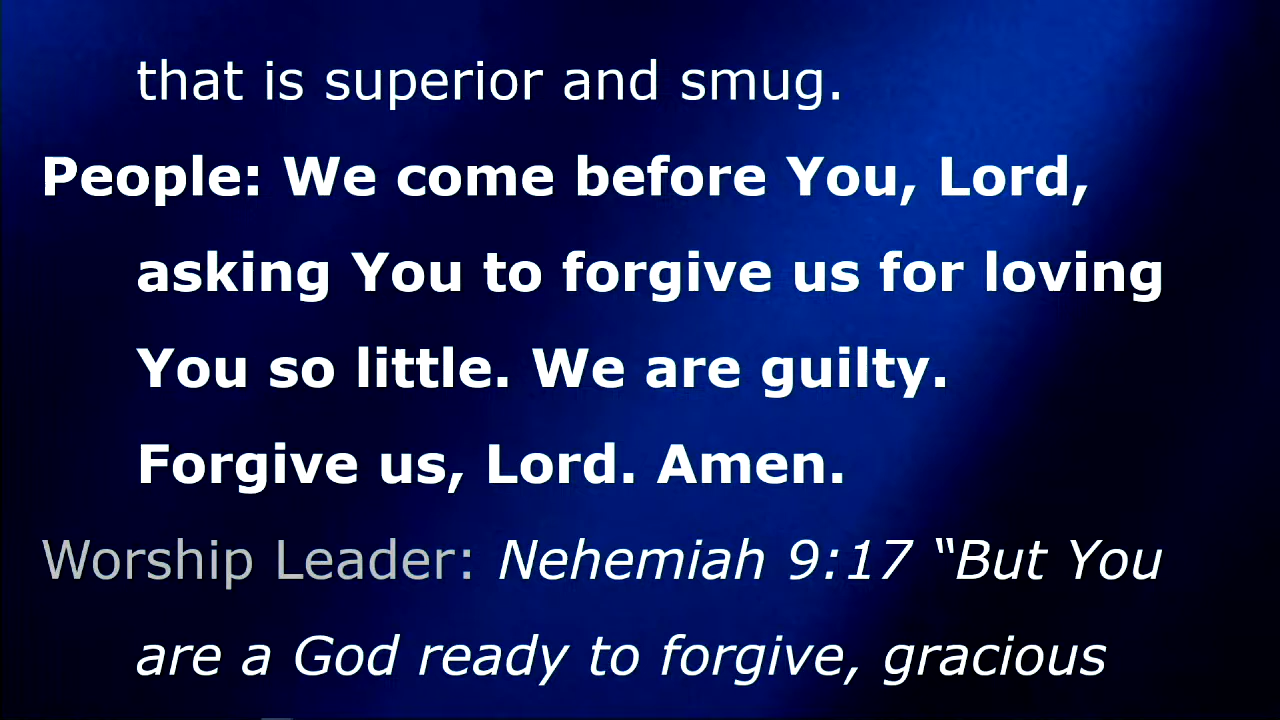 that is superior and smug.
People: We come before You, Lord,
asking You to forgive us for loving
You so little. We are guilty.
Forgive us, Lord. Amen.
Worship Leader: Nehemiah 9:17 “But You
are a God ready to forgive, gracious